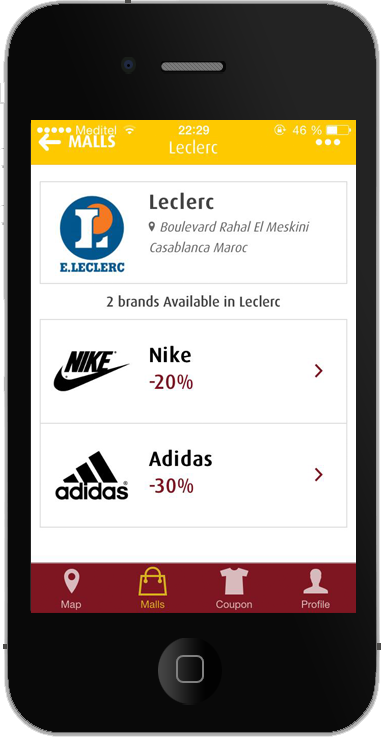 Meditel 22:29 46 %
MALLS
Leclerc
L
E.LECLERC
Leclerc
Boulevard Rahal El Meskini
Casablanca Maroc
2 brands Available in Leclerc
NIKE
Nike
-20%
adidas
Adidas
-30%
Map Malls Coupon Profile